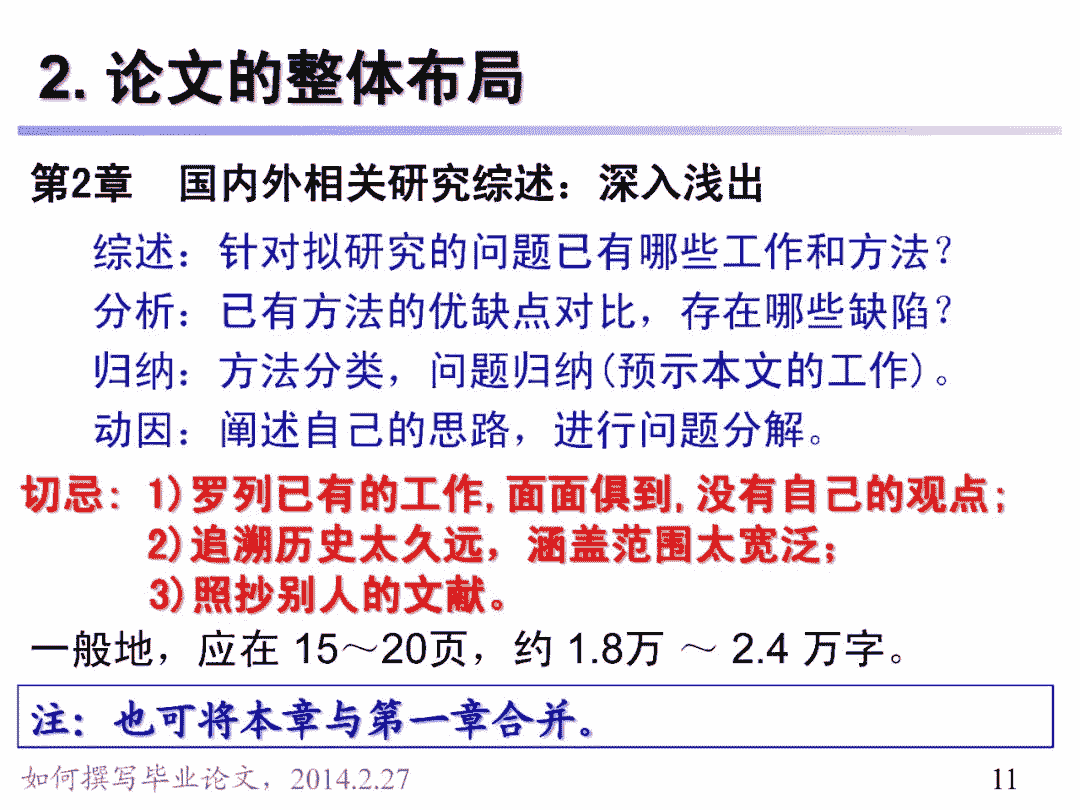 2. 论文的整体布局
第2章 国内外相关研究综述：深入浅出
综述：针对拟研究的问题已有哪些工作和方法？
分析：已有方法的优缺点对比，存在哪些缺陷？
归纳：方法分类，问题归纳(预示本文的工作)。
动因：阐述自己的思路，进行问题分解。
切忌：1)罗列已有的工作,面面俱到,没有自己的观点;
2)追溯历史太久远，涵盖范围太宽泛；
3)照抄别人的文献。
一般地，应在 15～20页，约 1.8万 ～ 2.4 万字。
注：也可将本章与第一章合并。
如何撰写毕业论文，2014.2.27
11